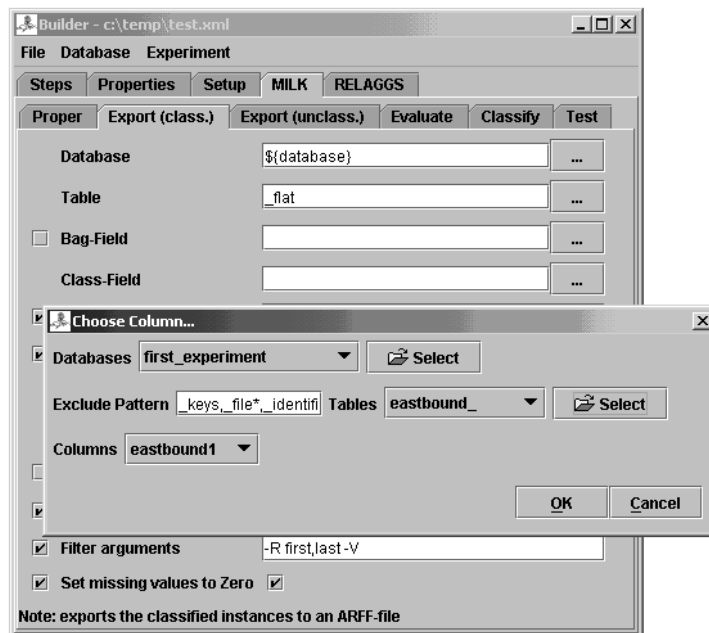 Builder - c:\temp\test.xml
File Database Experiment
Steps Properties Setup MILK RELAGGS
Proper Export (class.) Export (unclass.) Evaluate Classify Test
Database ${database} ...
Table _flat ...
Bag-Field ...
Class-Field ...
Choose Column...
Databases first_experiment Select
Exclude Pattern _keys,_file*,_identifi Tables eastbound_ Select
Columns eastbound1
OK Cancel
Filter arguments -R first,last -V
Set missing values to Zero
Note: exports the classified instances to an ARFF-file